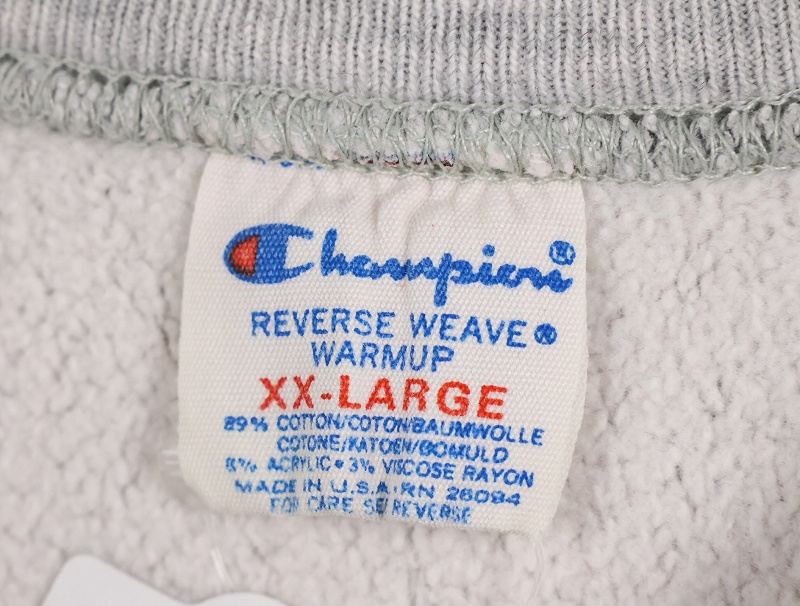 Champion®
REVERSE WEAVE®
WARMUP
XX-LARGE
89% COTTON/COTON/BAUMWOLLE
COTONE/KATOEN/BOMULD
8% ACRYLIC • 3% VISCOSE RAYON
MADE IN U.S.A. RN 26094
FOR CARE SE REVERSE